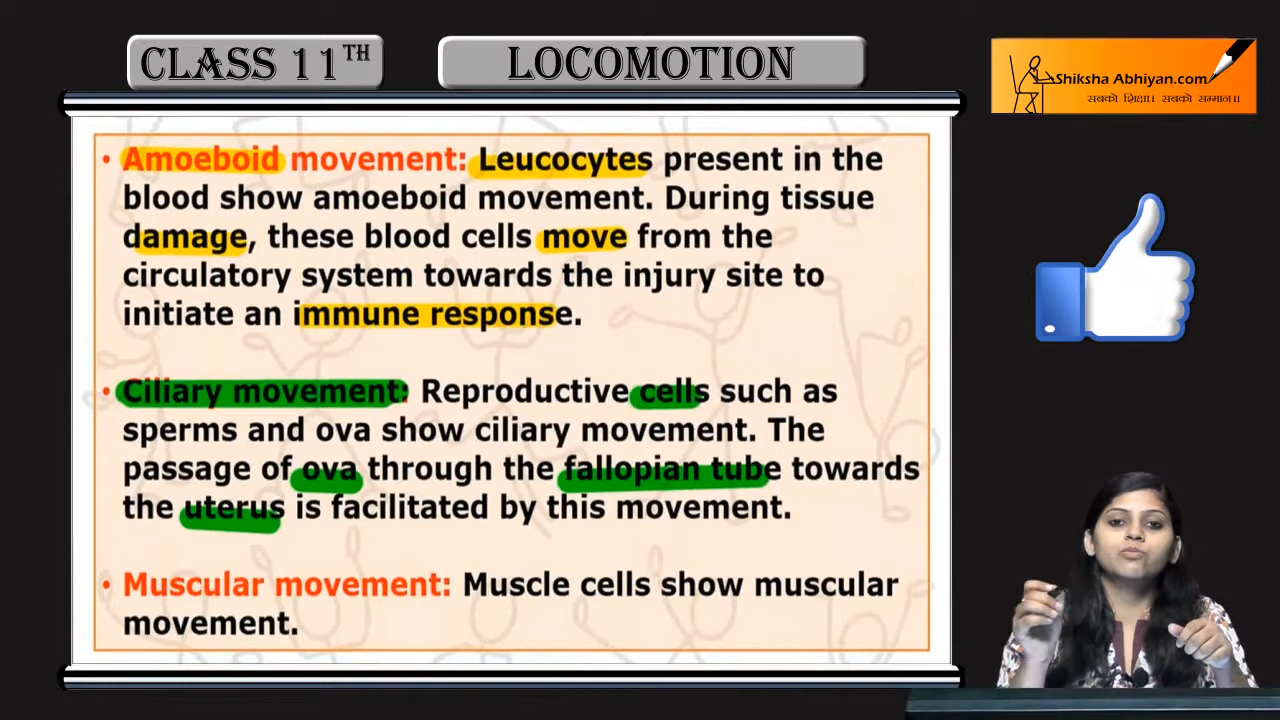 CLASS 11TH
LOCOMOTION
Shiksha Abhiyan.com
सबको शिक्षा। सबको सम्मान॥
• Amoeboid movement: Leucocytes present in the
blood show amoeboid movement. During tissue
damage, these blood cells move from the
circulatory system towards the injury site to
initiate an immune response.
• Ciliary movement: Reproductive cells such as
sperms and ova show ciliary movement. The
passage of ova through the fallopian tube towards
the uterus is facilitated by this movement.
• Muscular movement: Muscle cells show muscular
movement.